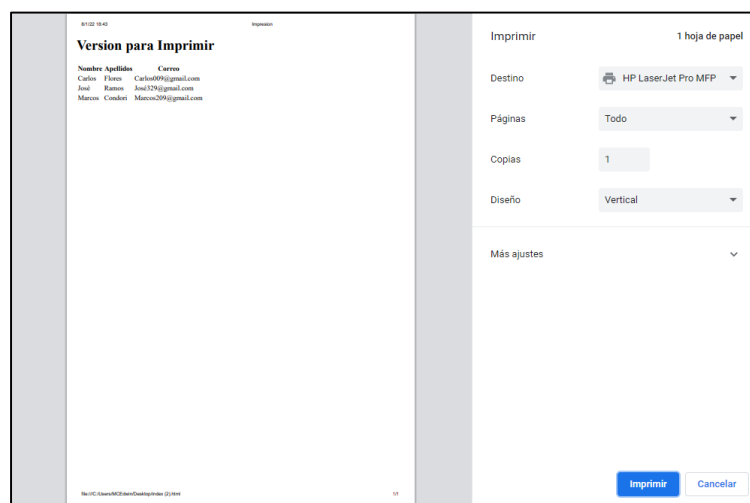 8/1/22 18:43 Impresion
Version para Imprimir
Nombre Apellidos Correo
Carlos Flores Carlos009@gmail.com
José Ramos José329@gmail.com
Marcos Condori Marcos209@gmail.com
file:///C:/Users/MCEdwin/Desktop/index (2).html 1/1
Imprimir 1 hoja de papel
Destino HP LaserJet Pro MFP
Páginas Todo
Copias 1
Diseño Vertical
Más ajustes
Imprimir Cancelar